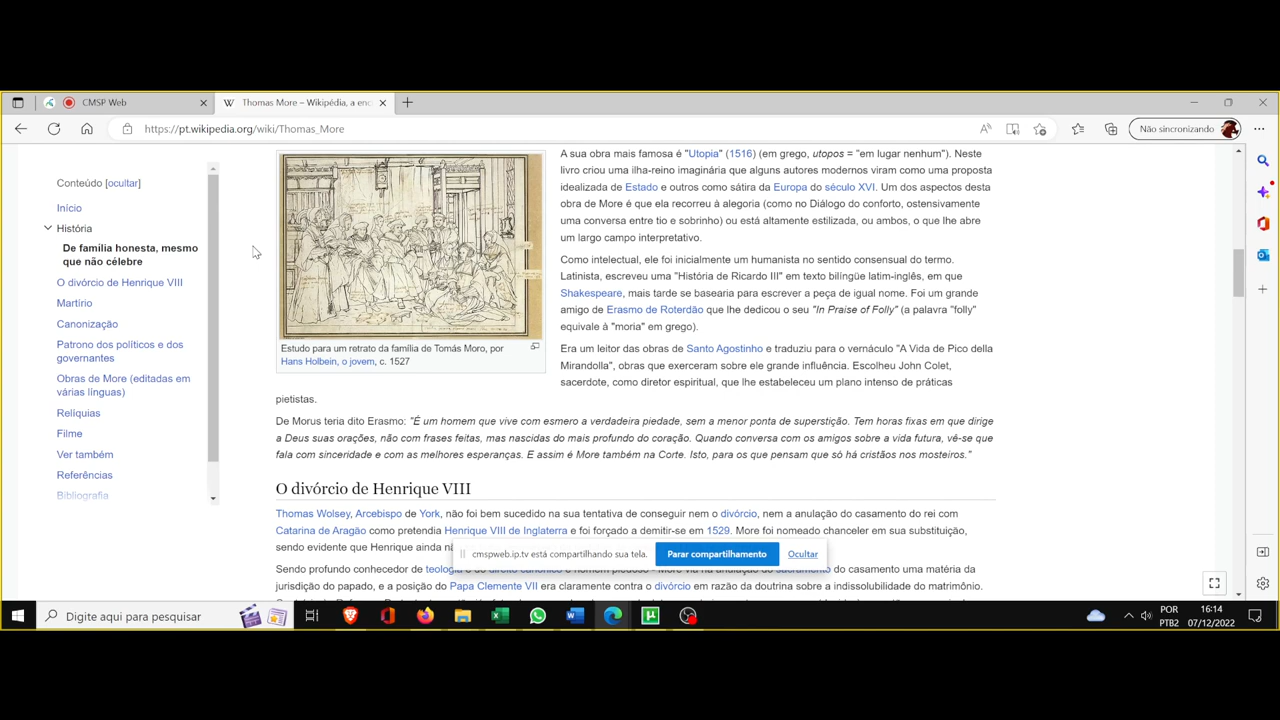 CMSP Web
Thomas More – Wikipédia, a enc
https://pt.wikipedia.org/wiki/Thomas_More
Não sincronizando
Conteúdo [ocultar]
Início
História
De família honesta, mesmo
que não célebre
O divórcio de Henrique VIII
Martírio
Canonização
Patrono dos políticos e dos
governantes
Obras de More (editadas em
várias línguas)
Relíquias
Filme
Ver também
Referências
Bibliografia
Estudo para um retrato da família de Tomás Moro, por
Hans Holbein, o jovem, c. 1527
A sua obra mais famosa é "Utopia" (1516) (em grego, utopos = "em lugar nenhum"). Neste
livro criou uma ilha-reino imaginária que alguns autores modernos viram como uma proposta
idealizada de Estado e outros como sátira da Europa do século XVI. Um dos aspectos desta
obra de More é que ela recorreu à alegoria (como no Diálogo do conforto, ostensivamente
uma conversa entre tio e sobrinho) ou está altamente estilizada, ou ambos, o que lhe abre
um largo campo interpretativo.
Como intelectual, ele foi inicialmente um humanista no sentido consensual do termo.
Latinista, escreveu uma "História de Ricardo III" em texto bilíngüe latim-inglês, em que
Shakespeare, mais tarde se basearia para escrever a peça de igual nome. Foi um grande
amigo de Erasmo de Roterdão que lhe dedicou o seu "In Praise of Folly" (a palavra "folly"
equivale à "moria" em grego).
Era um leitor das obras de Santo Agostinho e traduziu para o vernáculo "A Vida de Pico della
Mirandolla", obras que exerceram sobre ele grande influência. Escolheu John Colet,
sacerdote, como diretor espiritual, que lhe estabeleceu um plano intenso de práticas
pietistas.
De Morus teria dito Erasmo: "É um homem que vive com esmero a verdadeira piedade, sem a menor ponta de superstição. Tem horas fixas em que dirige
a Deus suas orações, não com frases feitas, mas nascidas do mais profundo do coração. Quando conversa com os amigos sobre a vida futura, vê-se que
fala com sinceridade e com as melhores esperanças. E assim é More também na Corte. Isto, para os que pensam que só há cristãos nos mosteiros."
O divórcio de Henrique VIII
Thomas Wolsey, Arcebispo de York, não foi bem sucedido na sua tentativa de conseguir nem o divórcio, nem a anulação do casamento do rei com
Catarina de Aragão como pretendia Henrique VIII de Inglaterra e foi forçado a demitir-se em 1529. More foi nomeado chanceler em sua substituição,
sendo evidente que Henrique ainda
cmspweb.ip.tv está compartilhando sua tela.
Parar compartilhamento
Ocultar
Sendo profundo conhecedor de teologia e do direito canônico e homem piedoso - More via na anulação do sacramento do casamento uma matéria da
jurisdição do papado, e a posição do Papa Clemente VII era claramente contra o divórcio em razão da doutrina sobre a indissolubilidade do matrimônio.
Digite aqui para pesquisar
POR
PTB2
16:14
07/12/2022